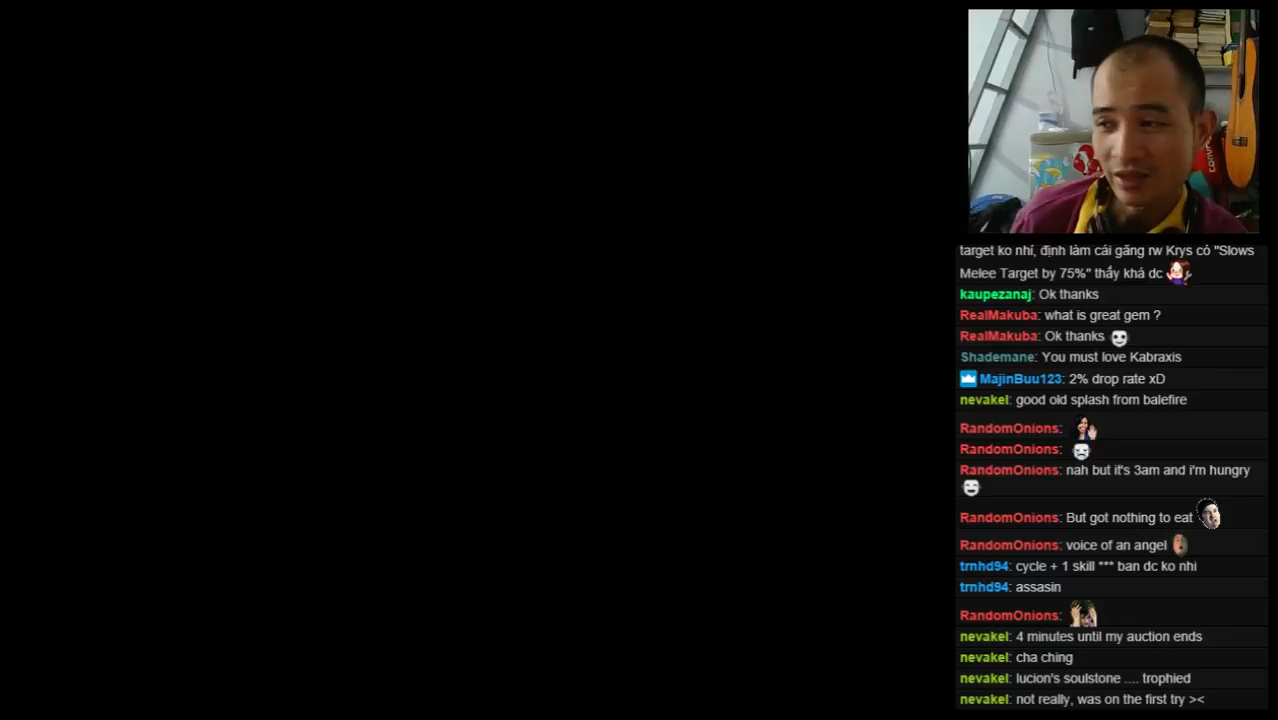 target ko nhí, định làm cái găng rw Krys có "Slows
Melee Target by 75%" thấy khá dc
kaupezanaj: Ok thanks
RealMakuba: what is great gem ?
RealMakuba: Ok thanks
Shademane: You must love Kabraxis
MajinBuu123: 2% drop rate xD
nevakel: good old splash from balefire
RandomOnions:
RandomOnions:
RandomOnions: nah but it's 3am and i'm hungry
RandomOnions: But got nothing to eat
RandomOnions: voice of an angel
trnhd94: cycle + 1 skill *** ban dc ko nhi
trnhd94: assasin
RandomOnions:
nevakel: 4 minutes until my auction ends
nevakel: cha ching
nevakel: lucion's soulstone .... trophied
nevakel: not really, was on the first try ><